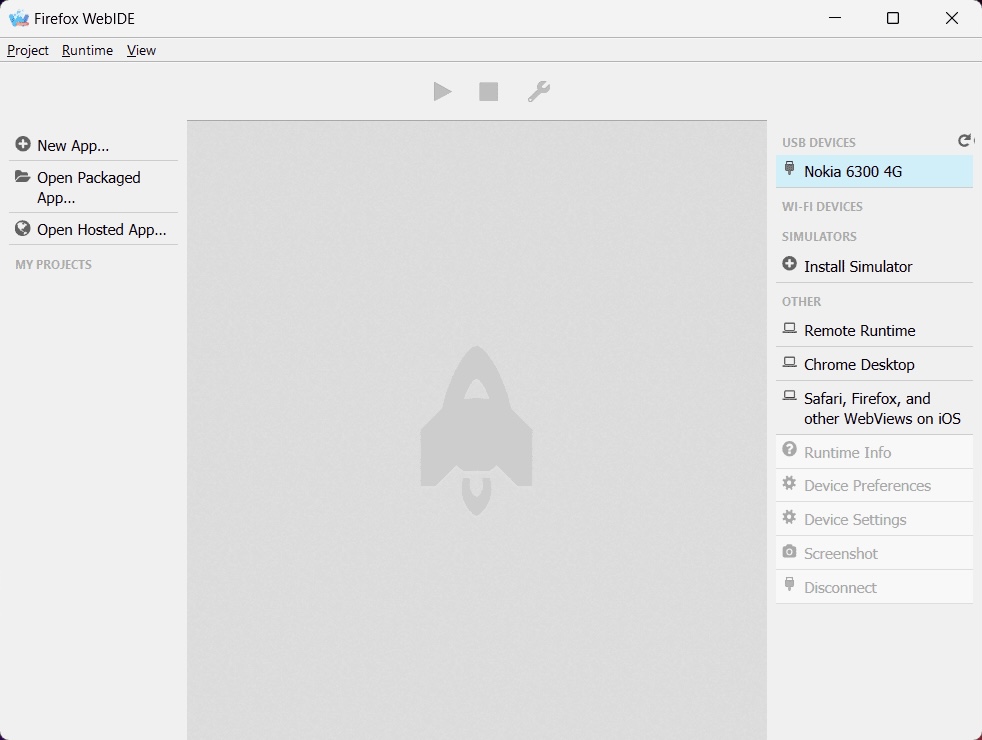 Firefox WebIDE
Project Runtime View
New App...
Open Packaged
App...
Open Hosted App...
MY PROJECTS
USB DEVICES
Nokia 6300 4G
WI-FI DEVICES
SIMULATORS
Install Simulator
OTHER
Remote Runtime
Chrome Desktop
Safari, Firefox, and
other WebViews on iOS
Runtime Info
Device Preferences
Device Settings
Screenshot
Disconnect